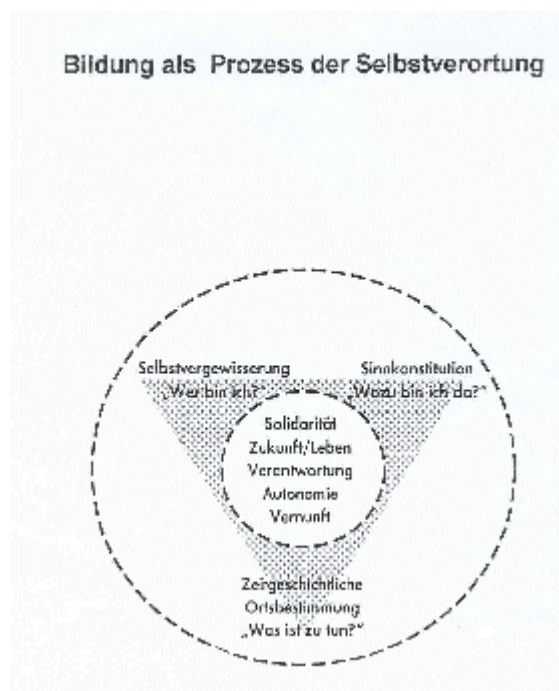 Bildung als Prozess der Selbstverortung
Selbstvergewisserung
„Wer bin ich?"
Sinnkonstitution
„Wozu bin ich da?"
Solidarität
Zukunft/Leben
Verantwortung
Autonomie
Vernunft
Zeitgeschichtliche
Ortsbestimmung
„Was ist zu tun?"